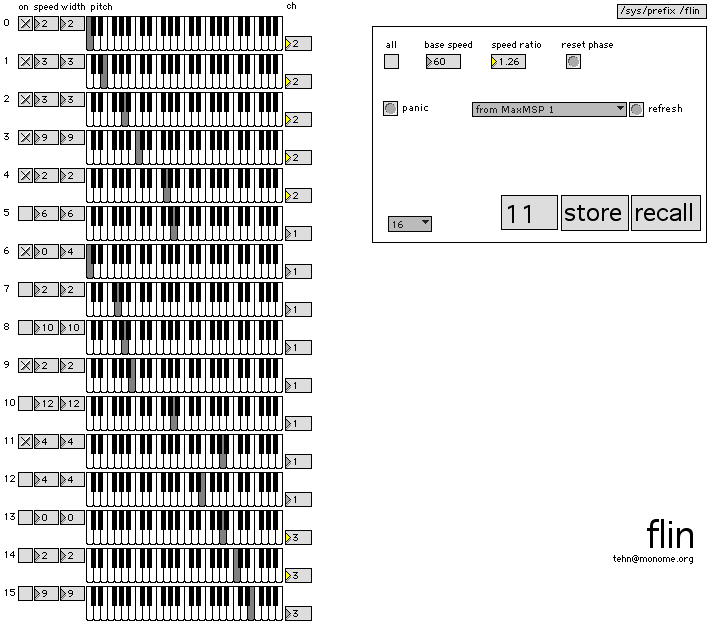 on speed width pitch ch
/sys/prefix /flin
0 2 2 2
1 3 3 2
2 3 3 2
3 9 9 2
4 2 2 2
5 6 6 1
6 0 4 1
7 2 2 1
8 10 10 1
9 2 2 1
10 12 12 1
11 4 4 1
12 4 4 1
13 0 0 3
14 2 2 3
15 9 9 3
all base speed speed ratio reset phase
60 1.26
panic from MaxMSP 1 refresh
16 11 store recall
flin
tehn@monome.org